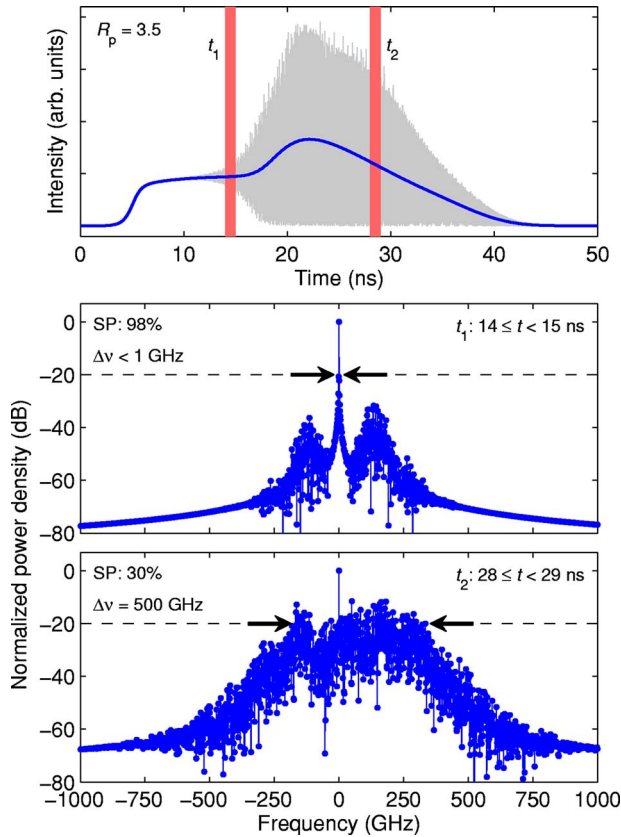 R_p = 3.5
t_1
t_2
Intensity (arb. units)
0 10 20 30 40 50
Time (ns)
SP: 98%
t_1: 14 ≤ t < 15 ns
Δν < 1 GHz
0
−20
−40
−60
−80
Normalized power density (dB)
SP: 30%
t_2: 28 ≤ t < 29 ns
Δν = 500 GHz
0
−20
−40
−60
−80
−1000 −750 −500 −250 0 250 500 750 1000
Frequency (GHz)